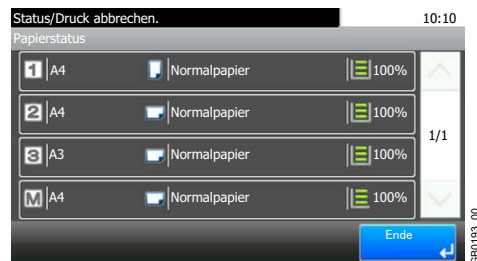 Status/Druck abbrechen. 10:10
Papierstatus
1 A4 Normalpapier 100%
2 A4 Normalpapier 100%
3 A3 Normalpapier 100%
M A4 Normalpapier 100%
1/1
Ende
GB0193_00